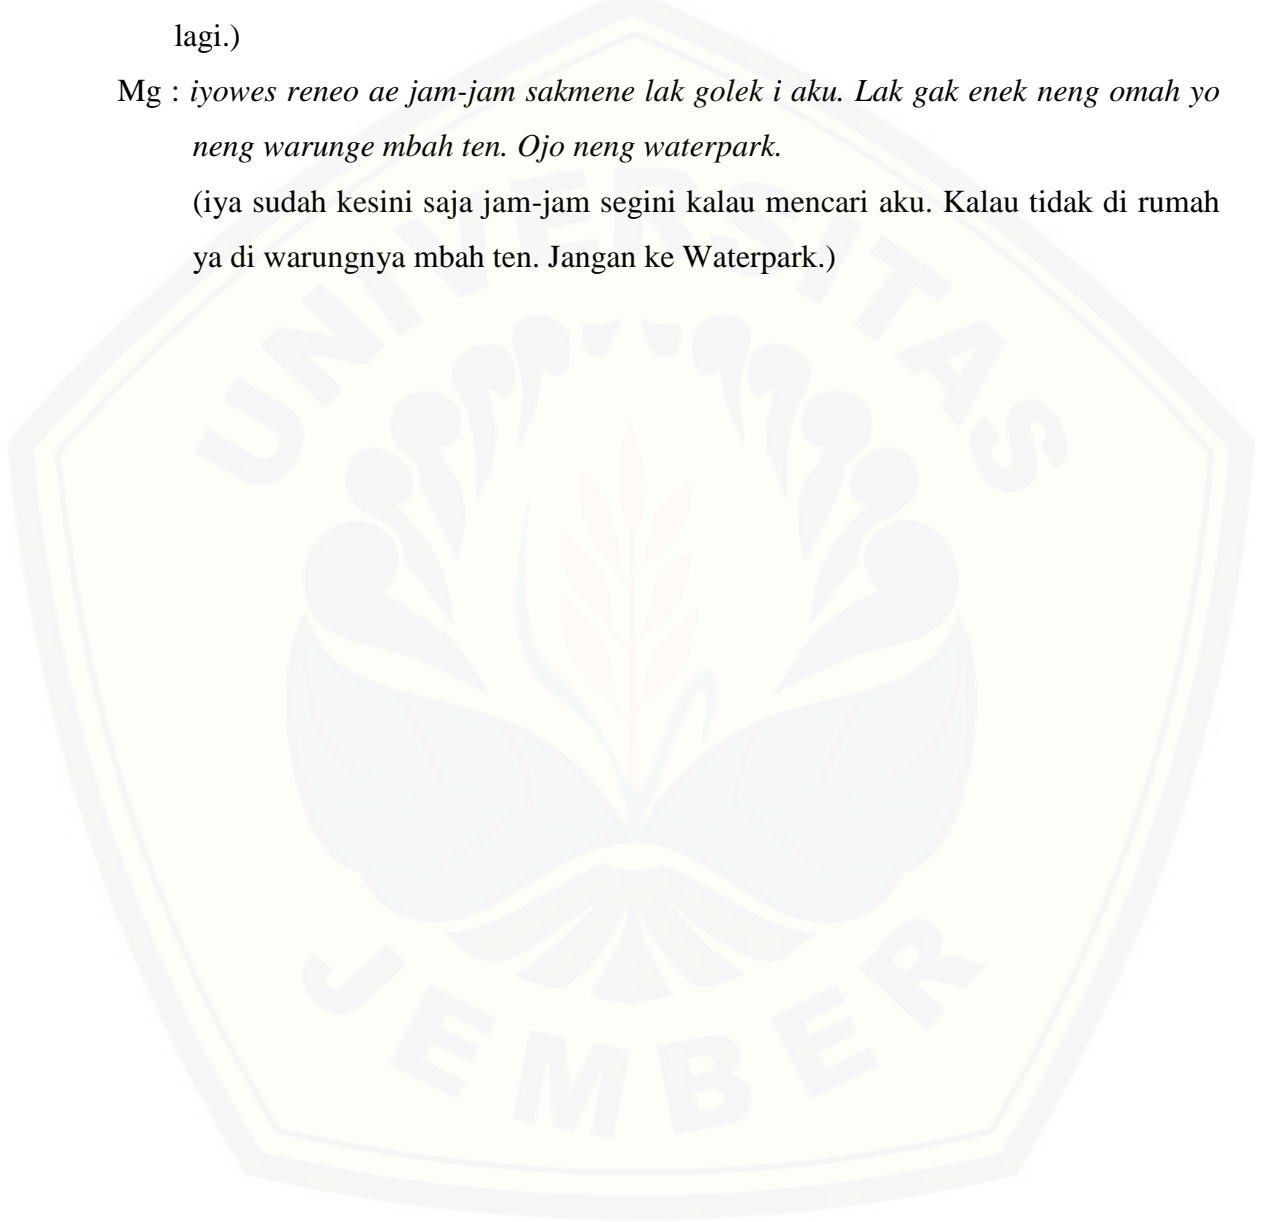 lagi.)
Mg : iyowes reneo ae jam-jam sakmene lak golek i aku. Lak gak enek neng omah yo
neng warunge mbah ten. Ojo neng waterpark.
(iya sudah kesini saja jam-jam segini kalau mencari aku. Kalau tidak di rumah
ya di warungnya mbah ten. Jangan ke Waterpark.)
UNIVERSITAS
JEMBER